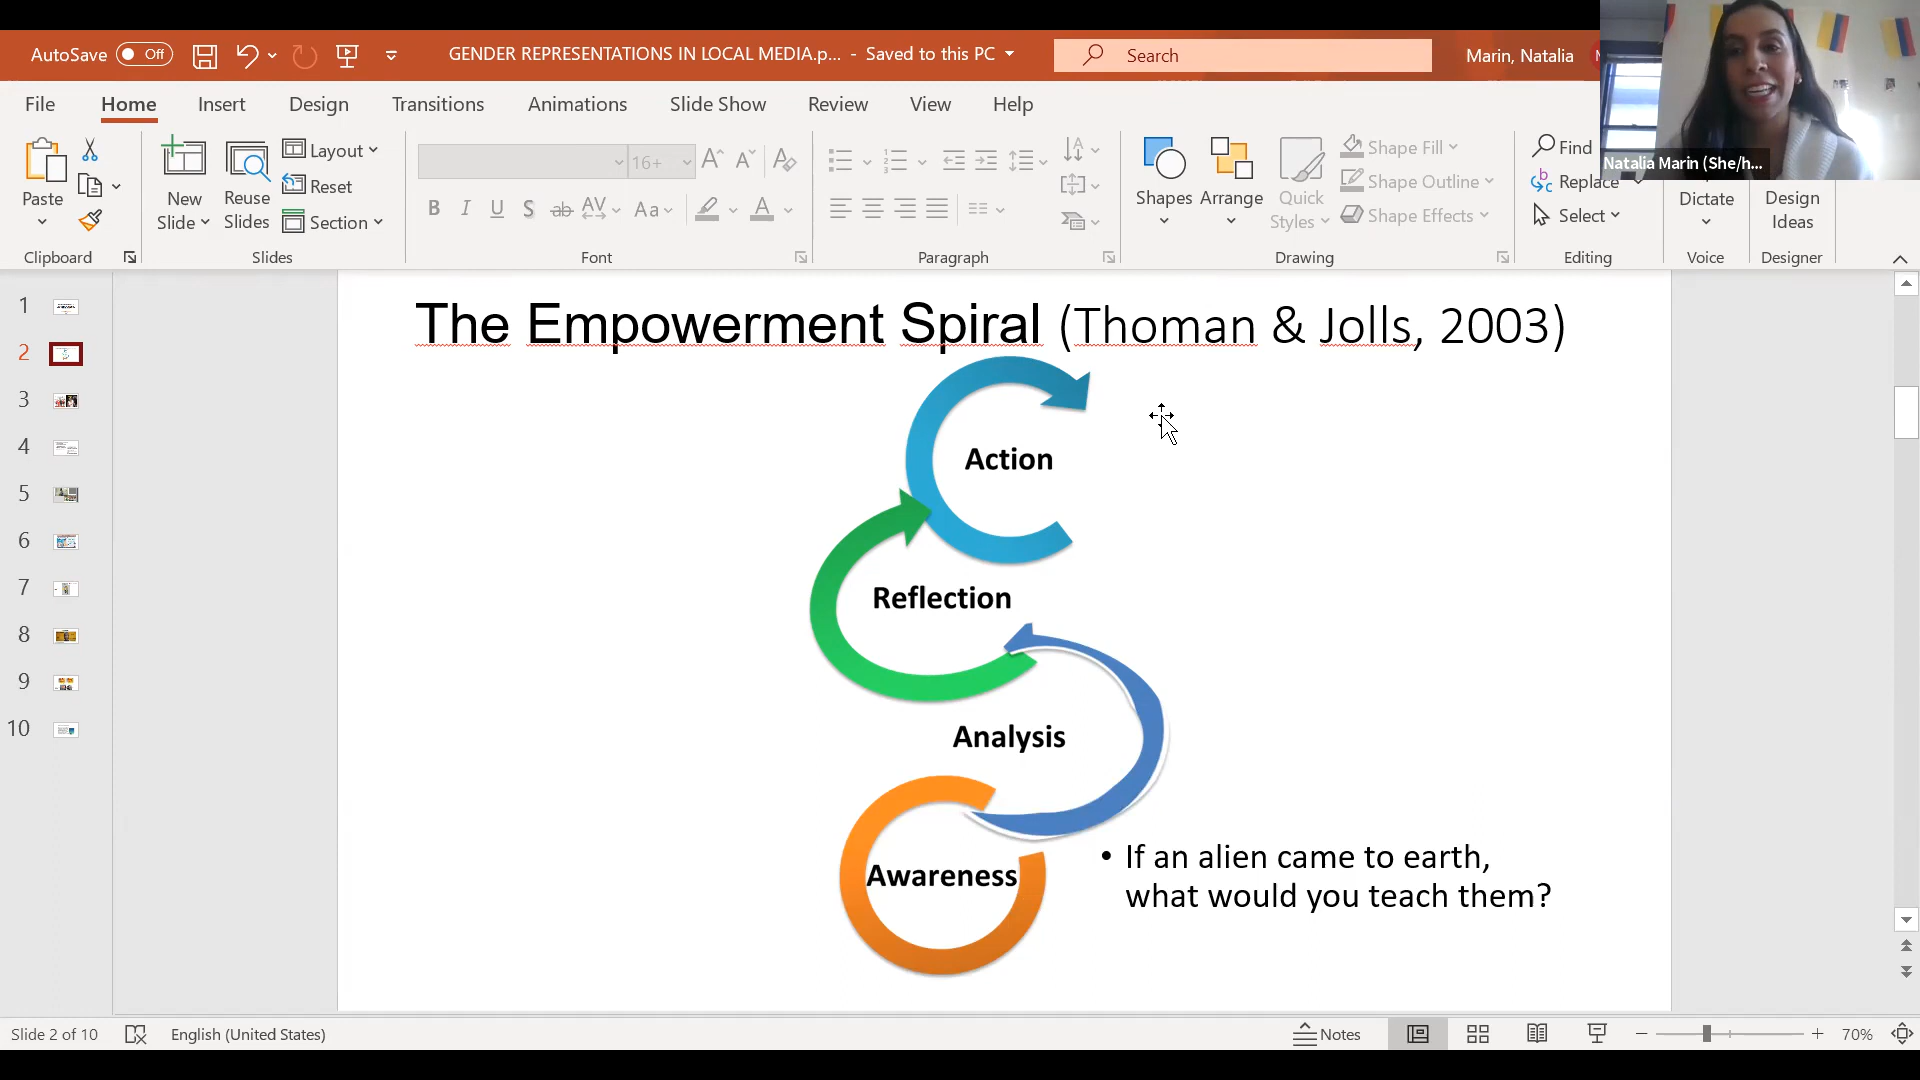 AutoSave Off
GENDER REPRESENTATIONS IN LOCAL MEDIA.p... - Saved to this PC
Search
Marin, Natalia
File Home Insert Design Transitions Animations Slide Show Review View Help
Paste
Clipboard
New Slide
Reuse Slides
Layout
Reset
Section
Slides
16+
Font
Paragraph
Shapes
Arrange
Quick Styles
Shape Fill
Shape Outline
Shape Effects
Drawing
Find
Replace
Select
Editing
Dictate
Voice
Design Ideas
Designer
Natalia Marin (She/h...
1
2
3
4
5
6
7
8
9
10
The Empowerment Spiral (Thoman & Jolls, 2003)
Action
Reflection
Analysis
Awareness
• If an alien came to earth,
what would you teach them?
Slide 2 of 10
English (United States)
Notes
70%